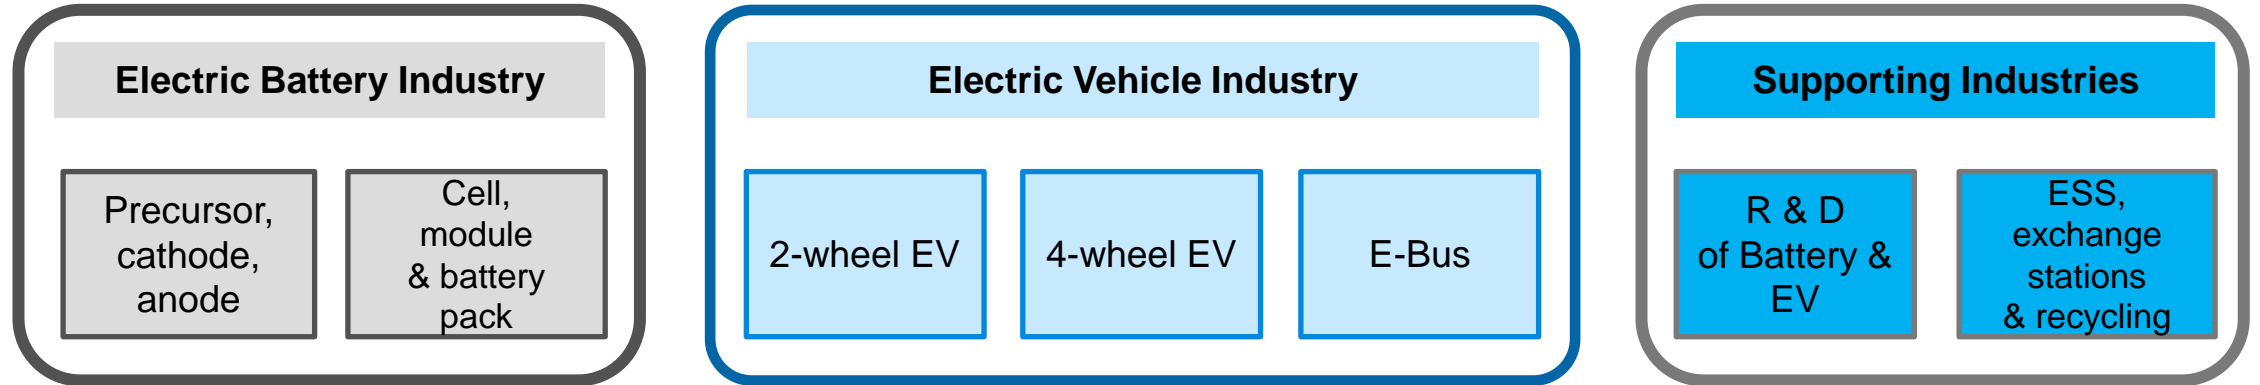 Electric Battery Industry
Precursor,
cathode,
anode
Cell,
module
& battery
pack
Electric Vehicle Industry
2-wheel EV
4-wheel EV
E-Bus
Supporting Industries
R & D
of Battery &
EV
ESS,
exchange
stations
& recycling